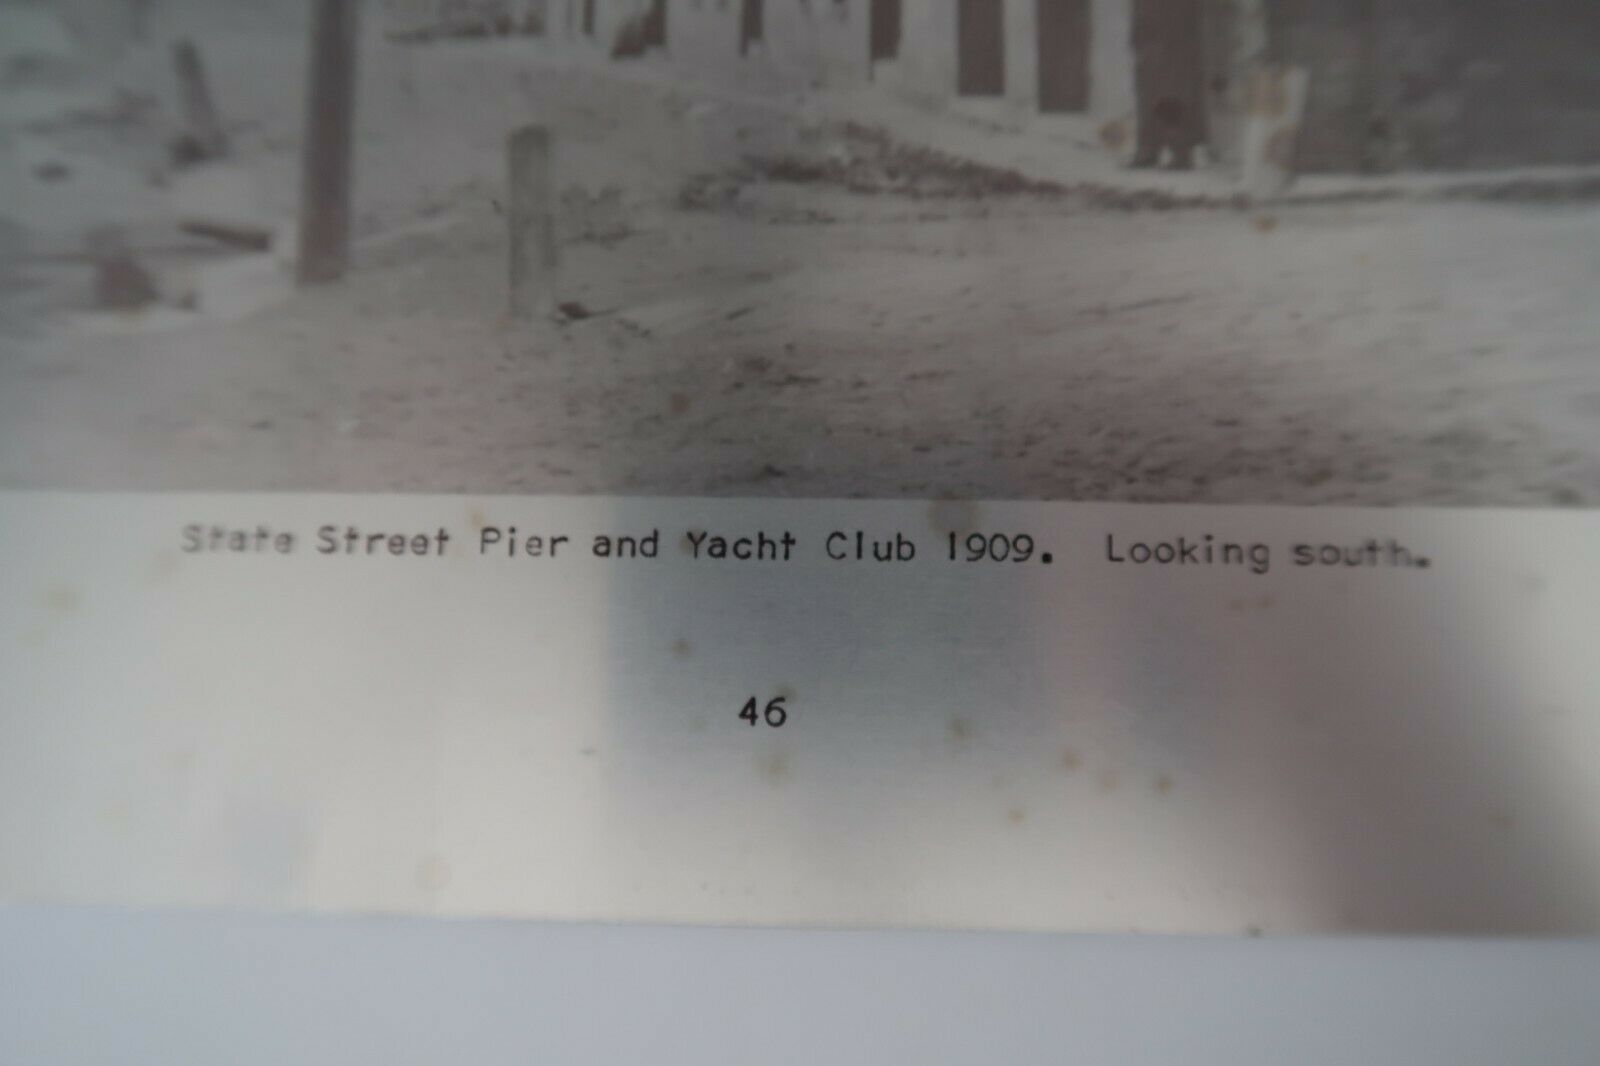 State Street Pier and Yacht Club 1909.  Looking south.
46